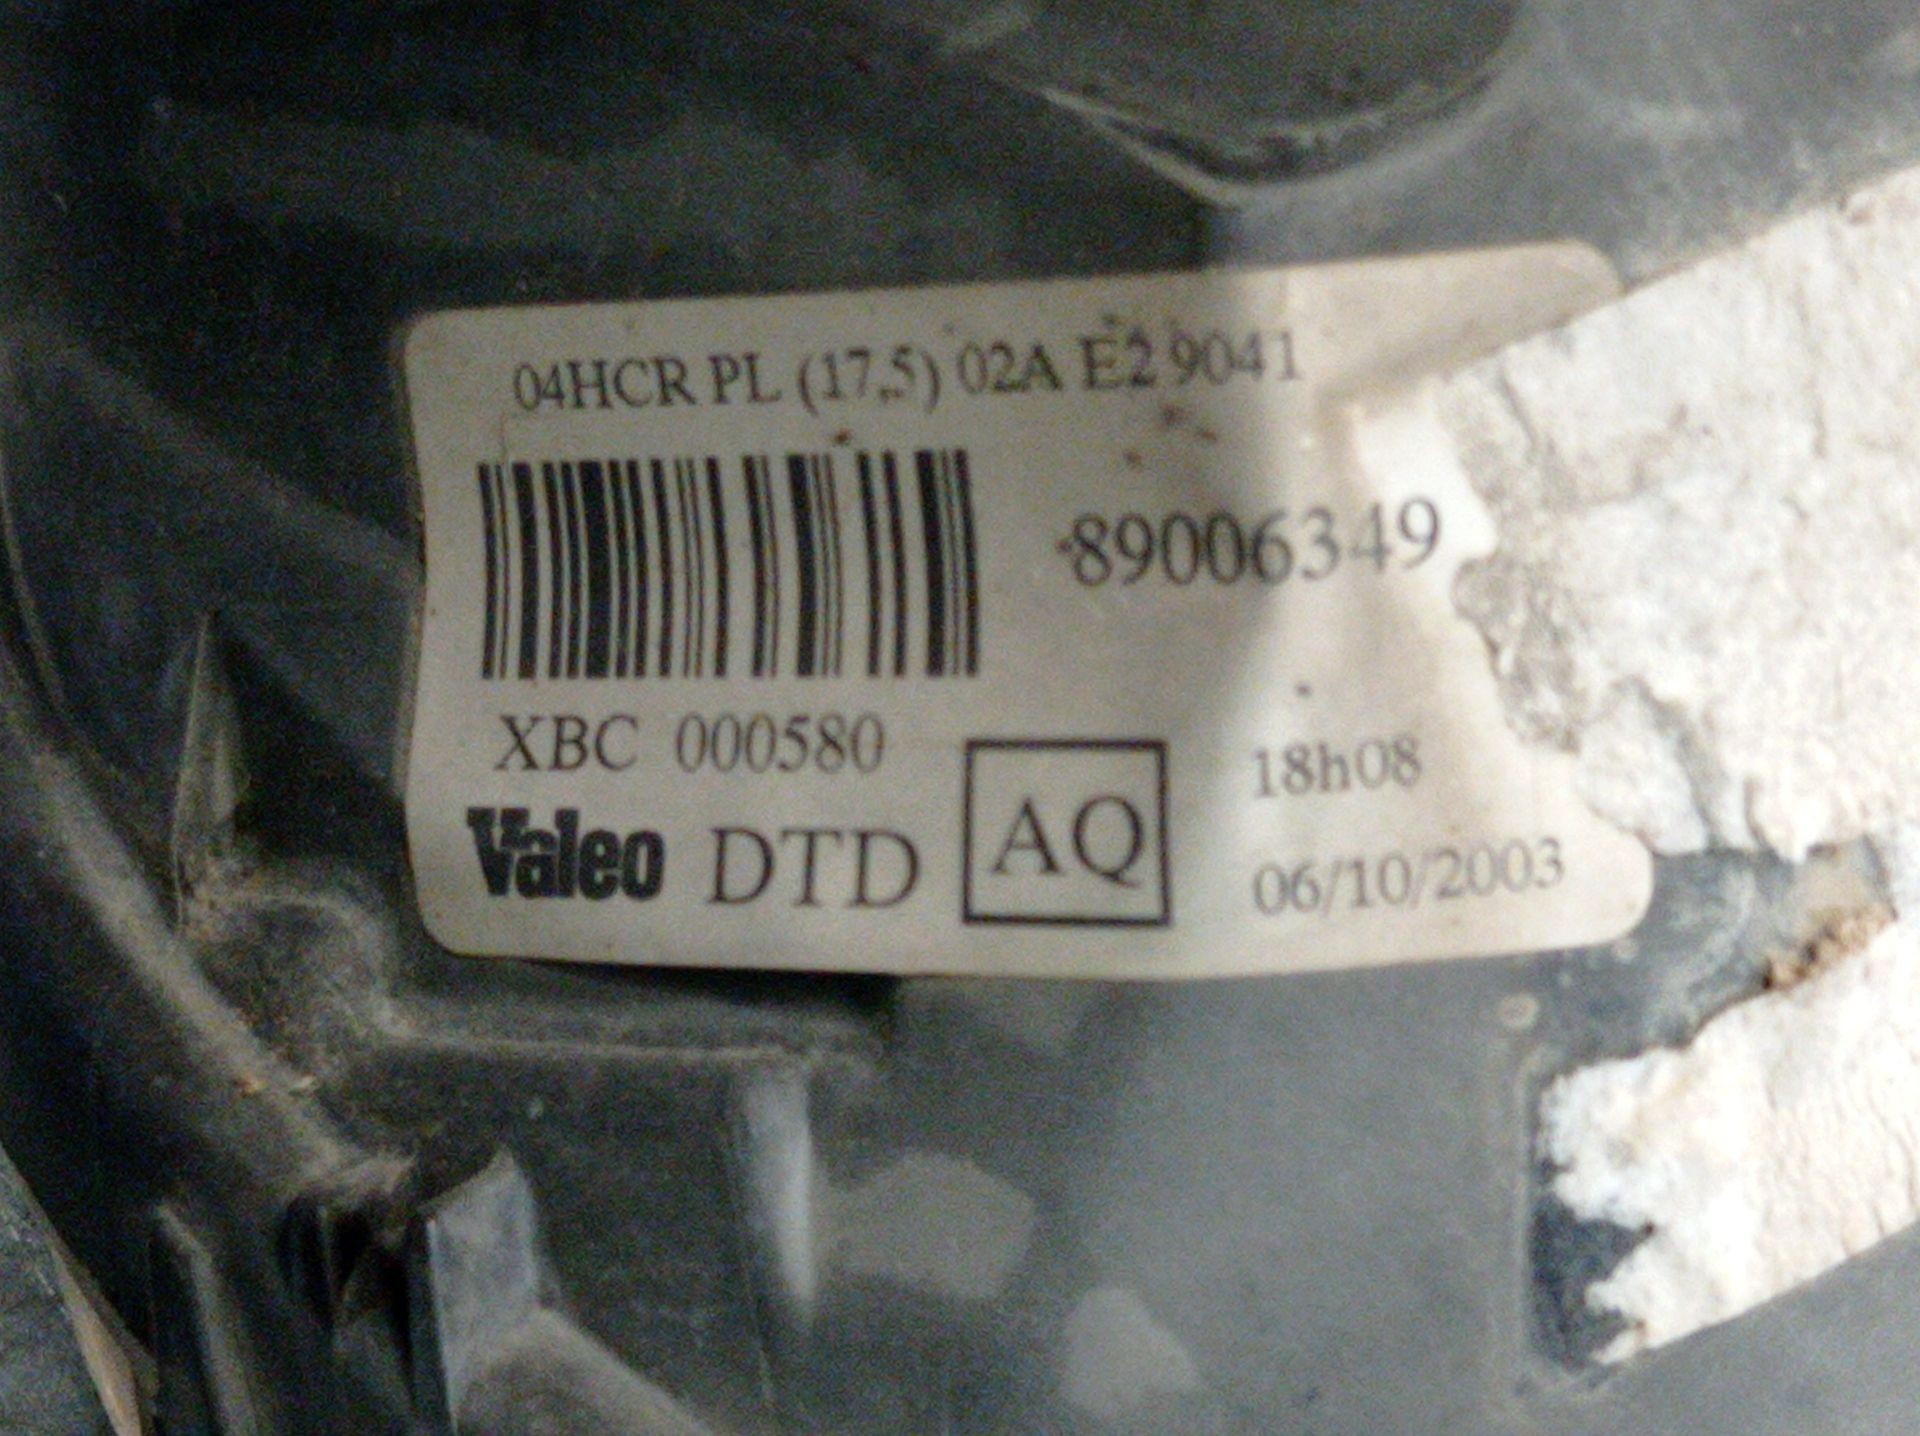 04HCR PL (17,5) 02A E2 9041
89006349
XBC 000580
18h08
Valeo DTD AQ
06/10/2003